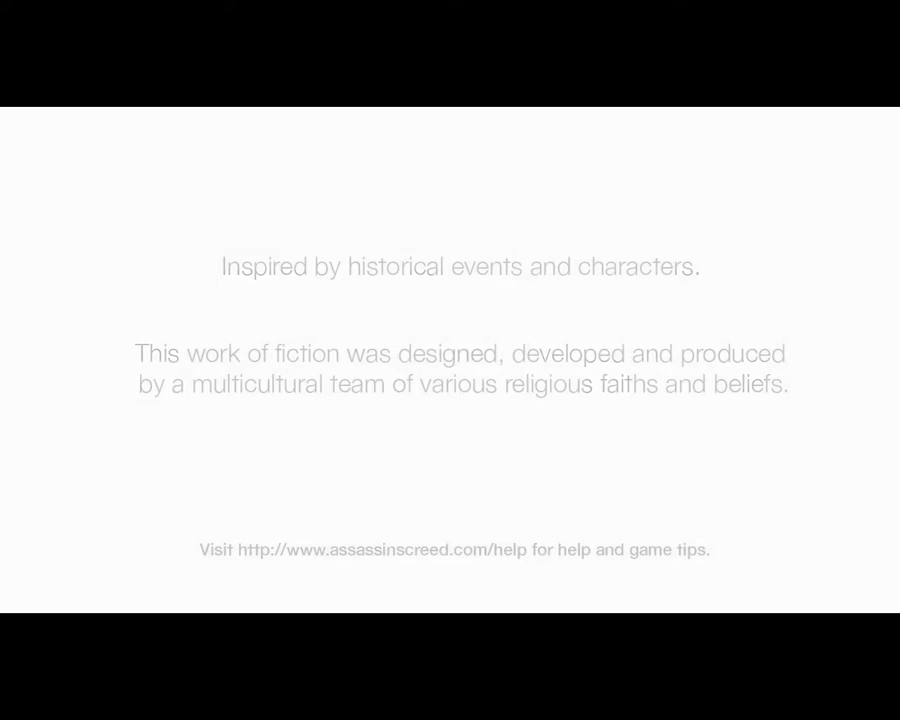 Inspired by historical events and characters.
This work of fiction was designed, developed and produced
by a multicultural team of various religious faiths and beliefs.
Visit http://www.assassinscreed.com/help for help and game tips.